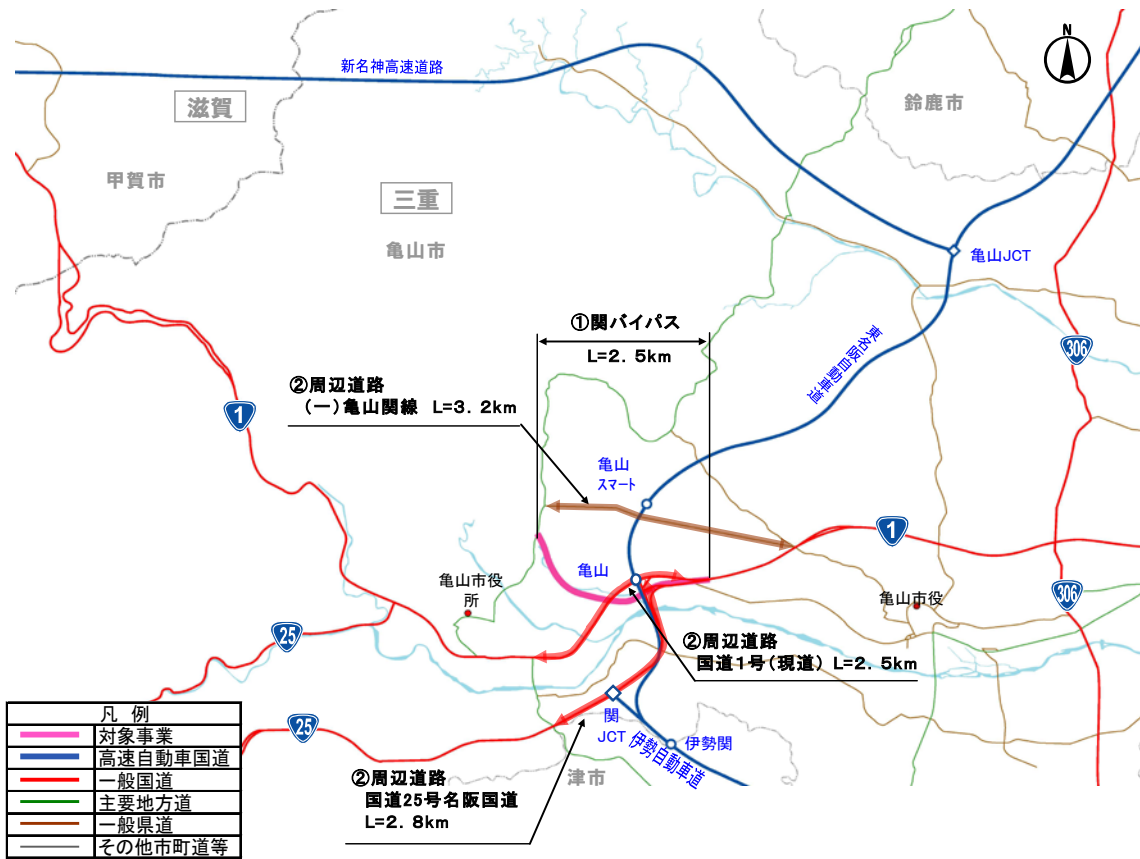 新名神高速道路
N
滋賀
鈴鹿市
甲賀市
三重
亀山市
亀山JCT
①関バイパス
L=2．5km
306
東名阪自動車道
②周辺道路
(一)亀山関線 L=3．2km
1
亀山
スマート
1
亀山
亀山市役
所
亀山市役
306
25
②周辺道路
国道1号(現道) L=2．5km
凡 例
対象事業
高速自動車国道
一般国道
主要地方道
一般県道
その他市町道等
25
関
JCT
伊勢自動車道
伊勢関
津市
②周辺道路
国道25号名阪国道
L=2．8km